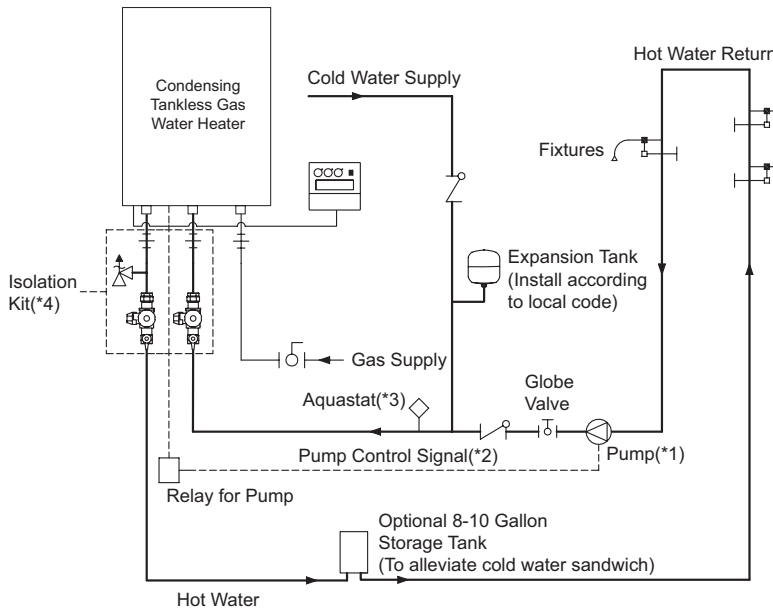 Condensing
Tankless Gas
Water Heater
Cold Water Supply
Hot Water Return
Fixtures
Isolation
Kit(*4)
Expansion Tank
(Install according
to local code)
Gas Supply
Aquastat(*3)
Globe
Valve
Pump Control Signal(*2)
Pump(*1)
Relay for Pump
Optional 8-10 Gallon
Storage Tank
(To alleviate cold water sandwich)
Hot Water